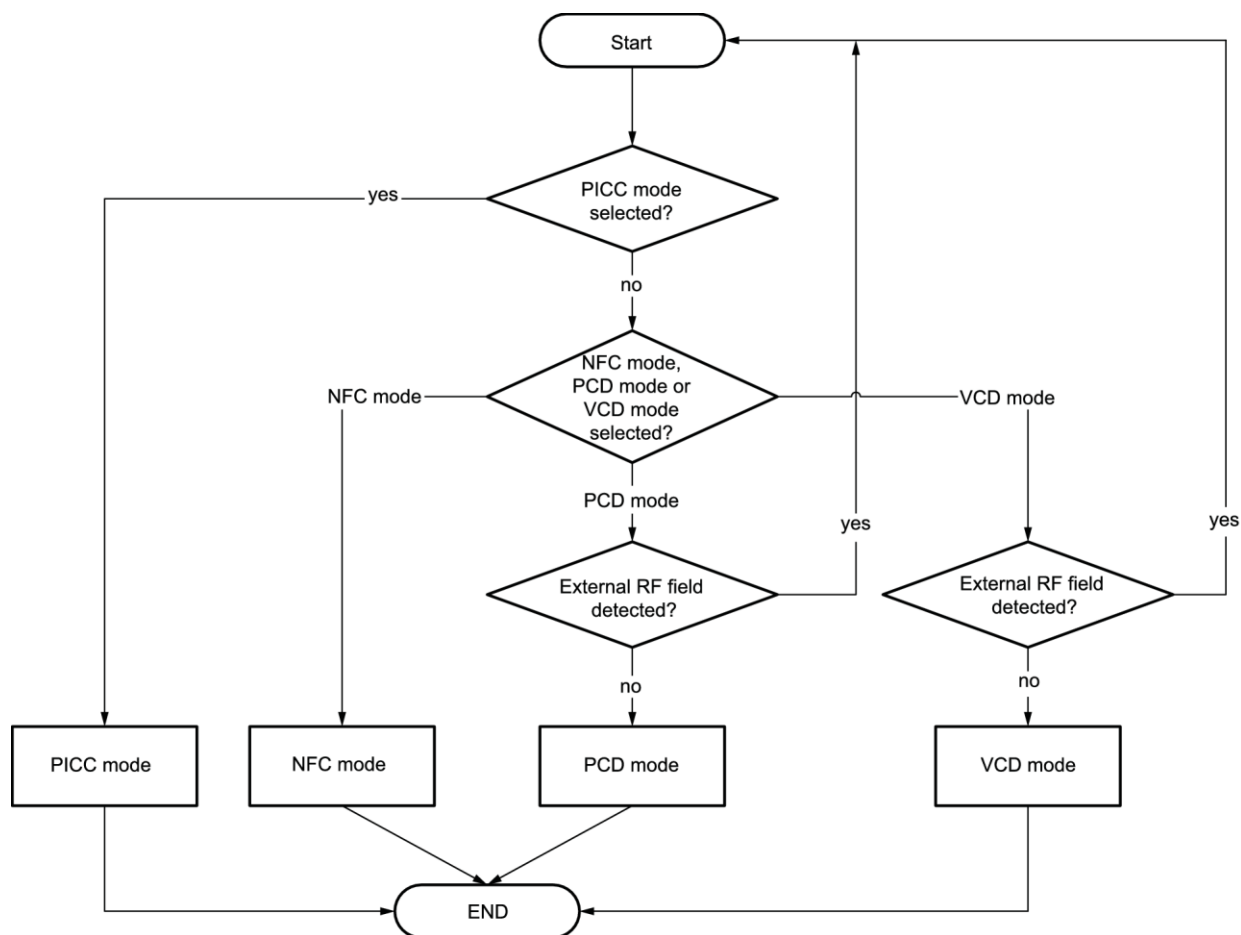 Start
PICC mode
selected?
yes
no
NFC mode,
PCD mode or
VCD mode
selected?
NFC mode
VCD mode
PCD mode
yes
yes
External RF field
detected?
External RF field
detected?
no
no
PICC mode
NFC mode
PCD mode
VCD mode
END